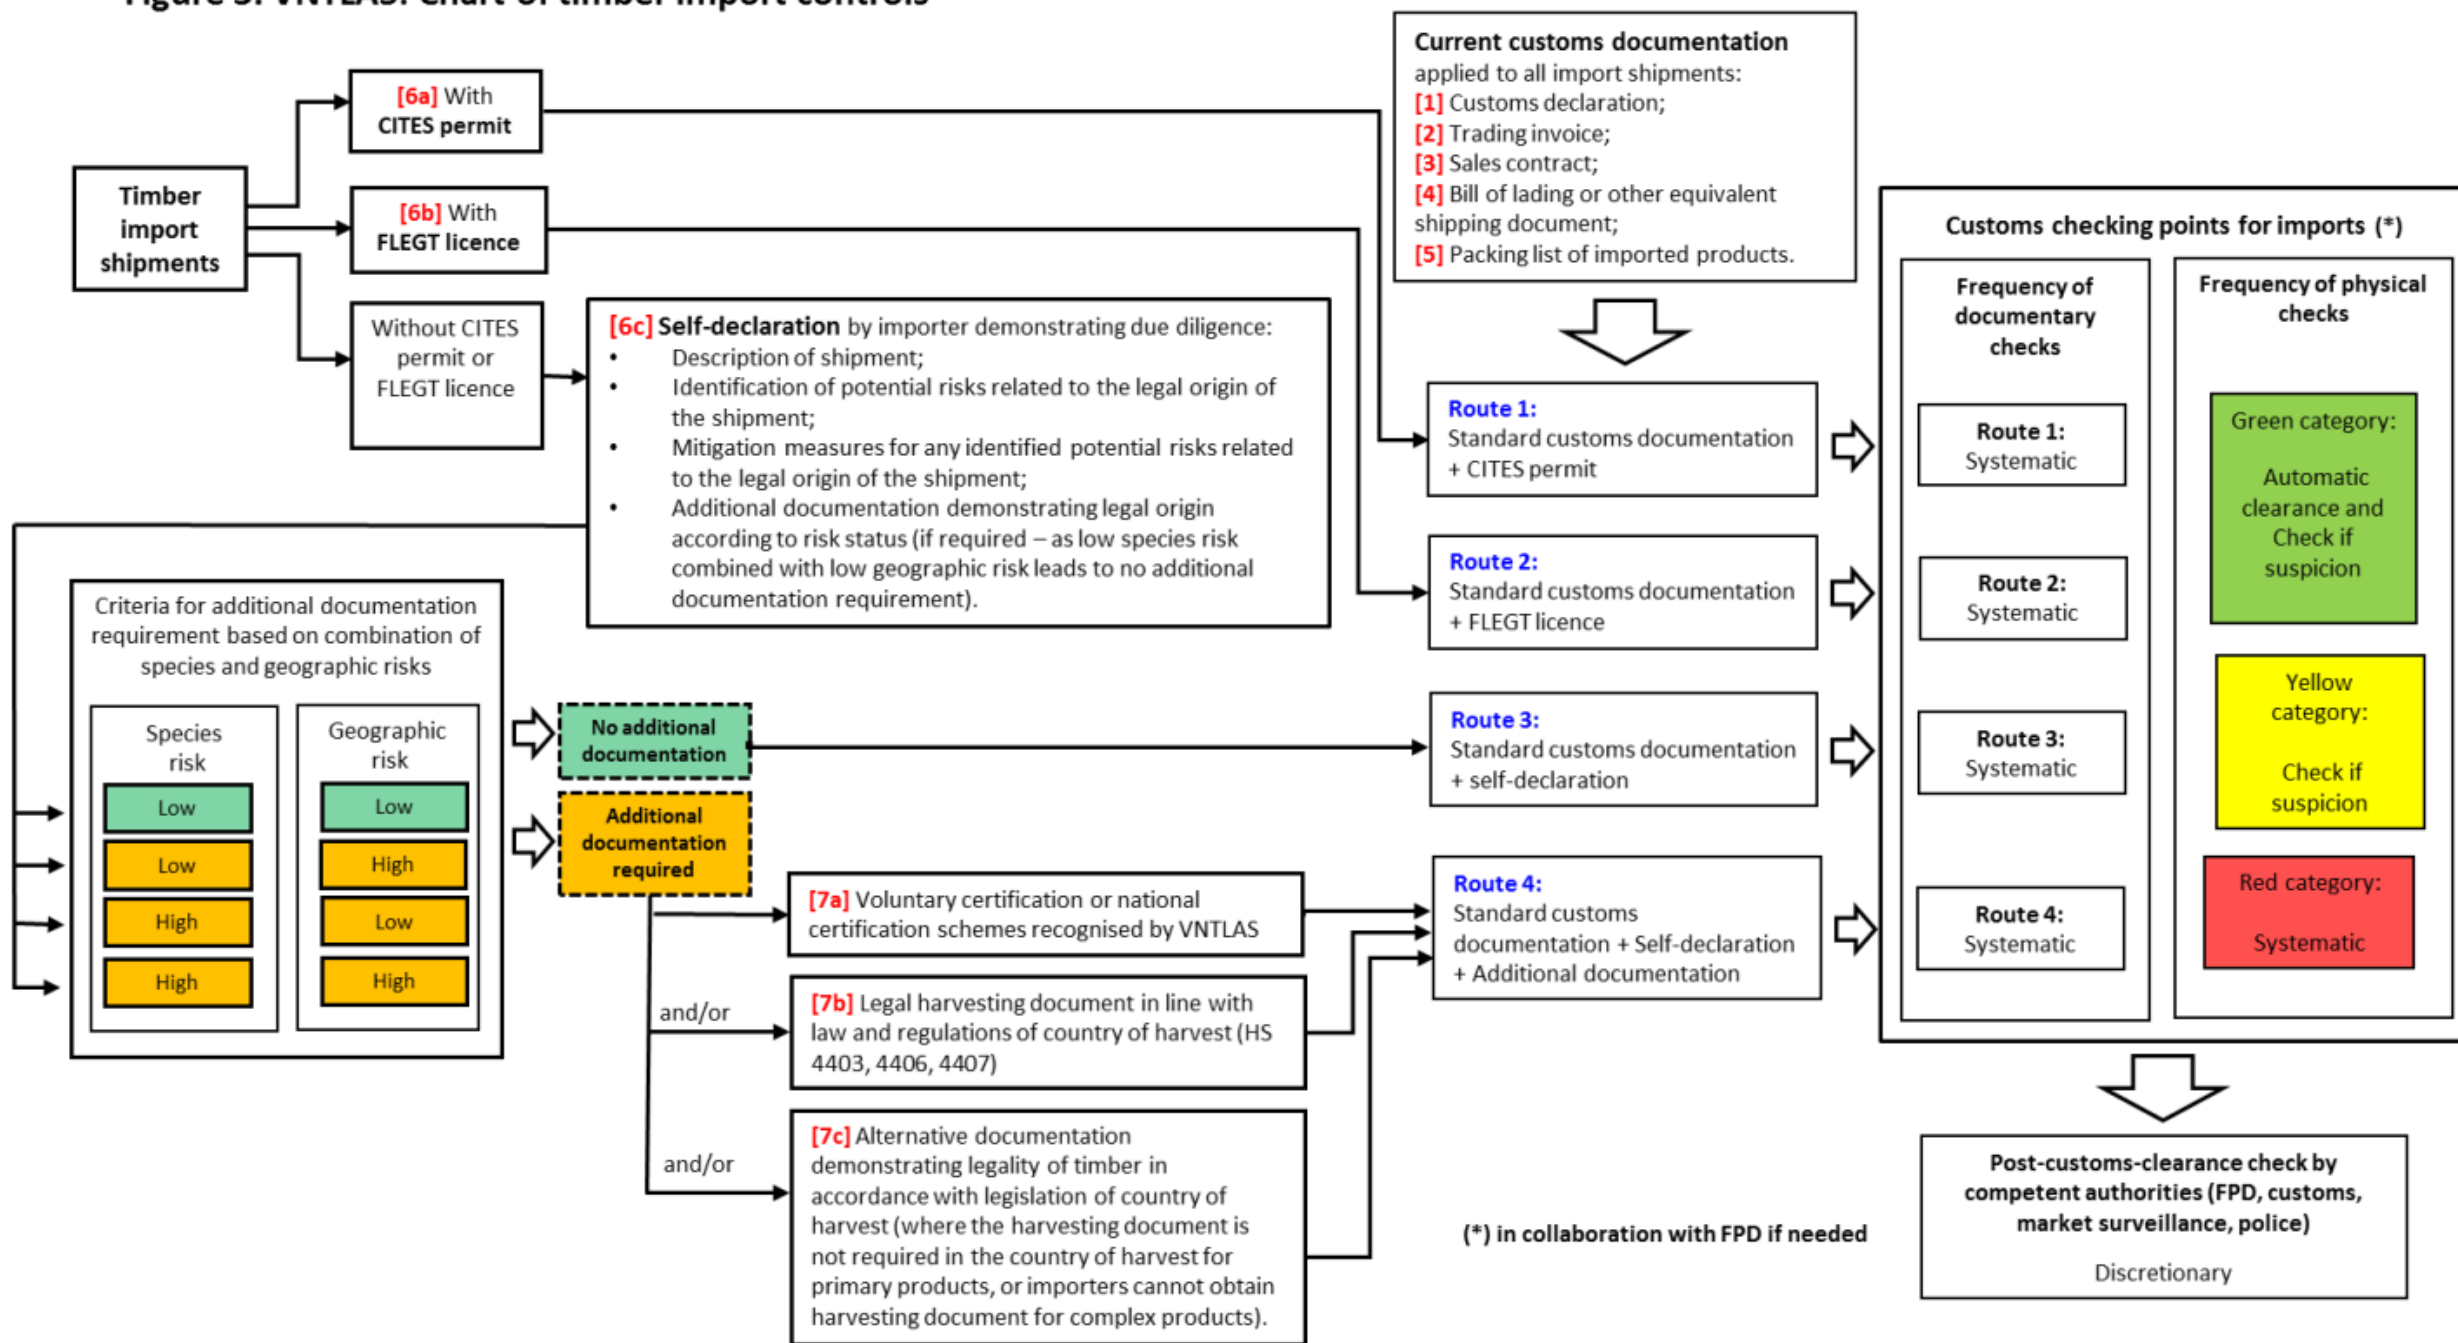 Figure 3: VNTLAS: Chart of timber import controls
[6a] With
CITES permit
Timber
import
shipments
[6b] With
FLEGT licence
Without CITES
permit or
FLEGT licence
[6c] Self-declaration by importer demonstrating due diligence:
• Description of shipment;
• Identification of potential risks related to the legal origin of
the shipment;
• Mitigation measures for any identified potential risks related
to the legal origin of the shipment;
• Additional documentation demonstrating legal origin
according to risk status (if required – as low species risk
combined with low geographic risk leads to no additional
documentation requirement).
Current customs documentation
applied to all import shipments:
[1] Customs declaration;
[2] Trading invoice;
[3] Sales contract;
[4] Bill of lading or other equivalent
shipping document;
[5] Packing list of imported products.
Criteria for additional documentation
requirement based on combination of
species and geographic risks
Species
risk
Low
Low
High
High
Geographic
risk
Low
High
Low
High
No additional
documentation
Additional
documentation
required
[7a] Voluntary certification or national
certification schemes recognised by VNTLAS
and/or
[7b] Legal harvesting document in line with
law and regulations of country of harvest (HS
4403, 4406, 4407)
and/or
[7c] Alternative documentation
demonstrating legality of timber in
accordance with legislation of country of
harvest (where the harvesting document is
not required in the country of harvest for
primary products, or importers cannot obtain
harvesting document for complex products).
Route 1:
Standard customs documentation
+ CITES permit
Route 2:
Standard customs documentation
+ FLEGT licence
Route 3:
Standard customs documentation
+ self-declaration
Route 4:
Standard customs
documentation + Self-declaration
+ Additional documentation
Customs checking points for imports (*)
Frequency of
documentary
checks
Route 1:
Systematic
Route 2:
Systematic
Route 3:
Systematic
Route 4:
Systematic
Frequency of physical
checks
Green category:
Automatic
clearance and
Check if
suspicion
Yellow
category:
Check if
suspicion
Red category:
Systematic
(*) in collaboration with FPD if needed
Post-customs-clearance check by
competent authorities (FPD, customs,
market surveillance, police)
Discretionary